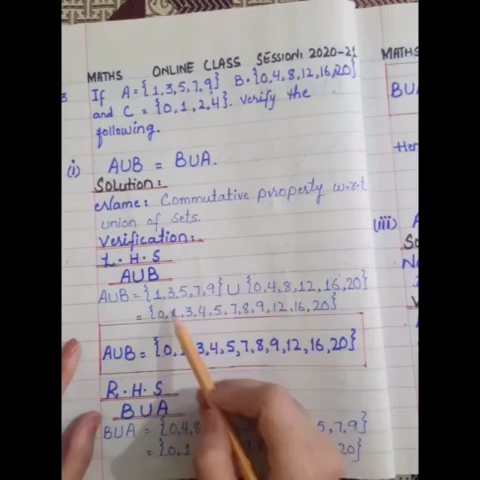 MATHS ONLINE CLASS SESSION: 2020-21
If A = {1,3,5,7,9} B = {0,4,8,12,16,20}
and C = {0,1,2,4}. verify the
following.
(i) AUB = BUA.
Solution:
Name: Commutative property w.r.t
union of sets.
Verification:
L.H.S
AUB
AUB = {1,3,5,7,9} U {0,4,8,12,16,20}
= {0,1,3,4,5,7,8,9,12,16,20}
AUB = {0,1,3,4,5,7,8,9,12,16,20}
R.H.S
BUA
BUA = {0,4,8 5,7,9}
= {0,1 20}
MATHS
BU
Her
(iii)